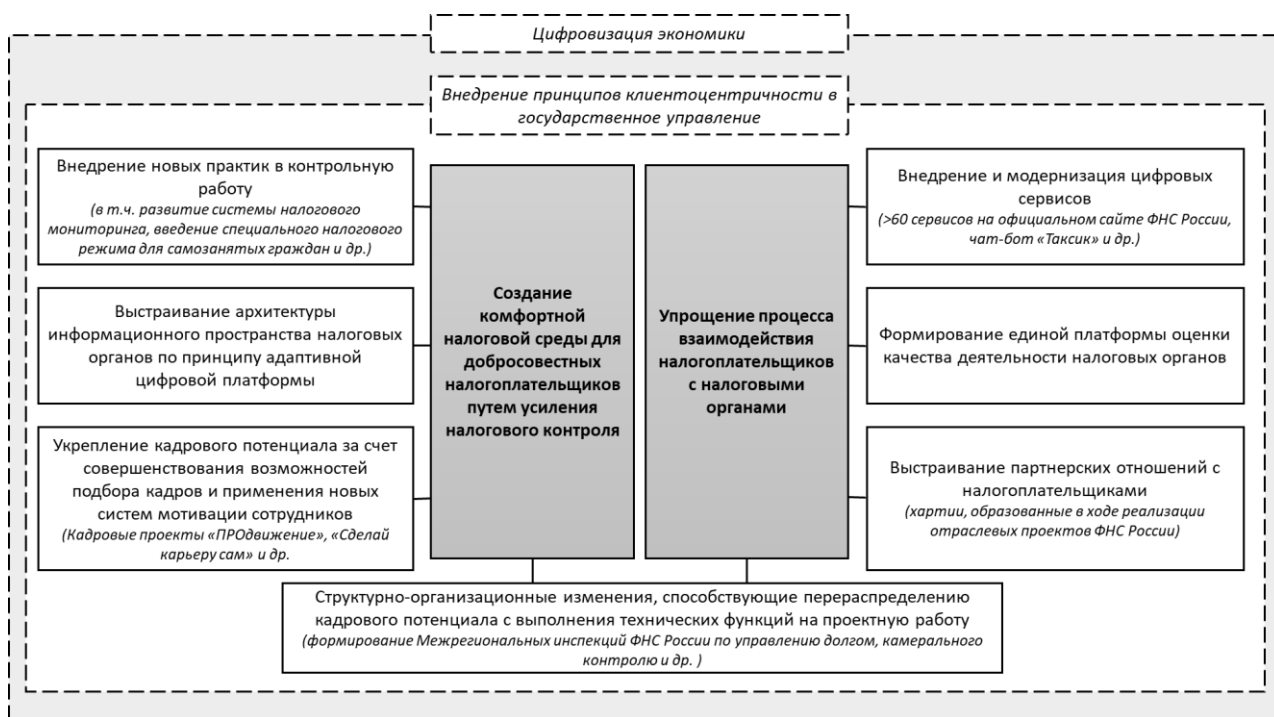 Цифровизация экономики
Внедрение принципов клиентоцентричности в
государственное управление
Внедрение новых практик в контрольную
работу
(в т.ч. развитие системы налогового
мониторинга, введение специального налогового
режима для самозанятых граждан и др.)
Выстраивание архитектуры
информационного пространства налоговых
органов по принципу адаптивной
цифровой платформы
Укрепление кадрового потенциала за счет
совершенствования возможностей
подбора кадров и применения новых
систем мотивации сотрудников
(Кадровые проекты «ПРОдвижение», «Сделай
карьеру сам» и др.
Создание
комфортной
налоговой среды для
добросовестных
налогоплательщиков
путем усиления
налогового контроля
Упрощение процесса
взаимодействия
налогоплательщиков
с налоговыми
органами
Внедрение и модернизация цифровых
сервисов
(>60 сервисов на официальном сайте ФНС России,
чат-бот «Таксик» и др.)
Формирование единой платформы оценки
качества деятельности налоговых органов
Выстраивание партнерских отношений с
налогоплательщиками
(хартии, образованные в ходе реализации
отраслевых проектов ФНС России)
Структурно-организационные изменения, способствующие перераспределению
кадрового потенциала с выполнения технических функций на проектную работу
(формирование Межрегиональных инспекций ФНС России по управлению долгом, камерального
контролю и др. )